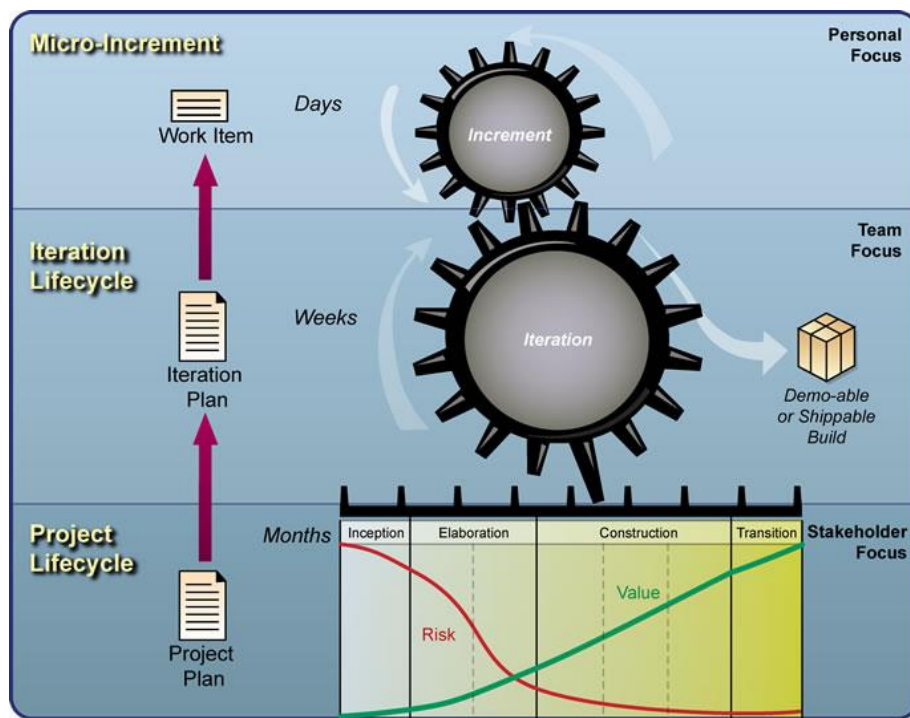 Micro-Increment
Personal
Focus
Days
Work Item
Increment
Iteration
Lifecycle
Team
Focus
Weeks
Iteration
Iteration
Plan
Demo-able
or Shippable
Build
Project
Lifecycle
Months
Inception
Elaboration
Construction
Transition
Stakeholder
Focus
Value
Risk
Project
Plan